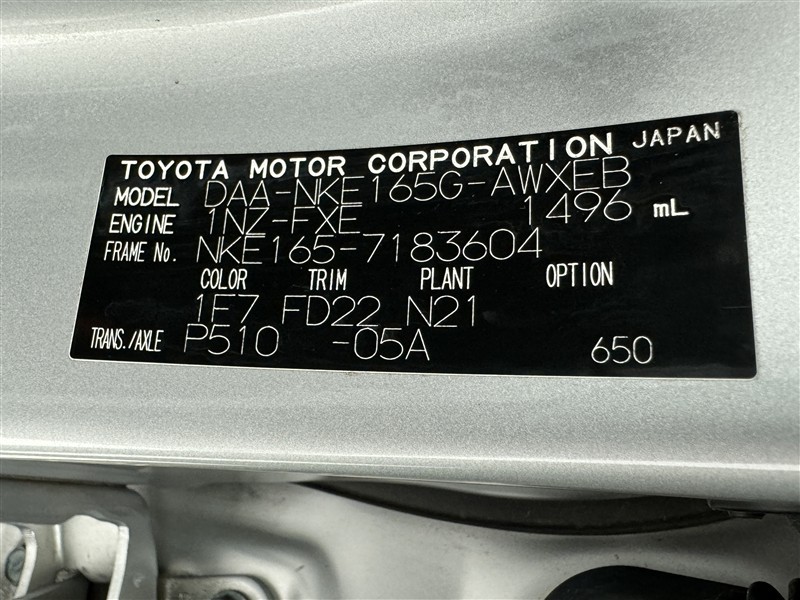 TOYOTA MOTOR CORPORATION JAPAN
MODEL DAA-NKE165G-AWXEB
ENGINE 1NZ-FXE 1496 mL
FRAME No. NKE165-7183604
COLOR TRIM PLANT OPTION
1F7 FD22 N21
TRANS./AXLE P510 -05A 650